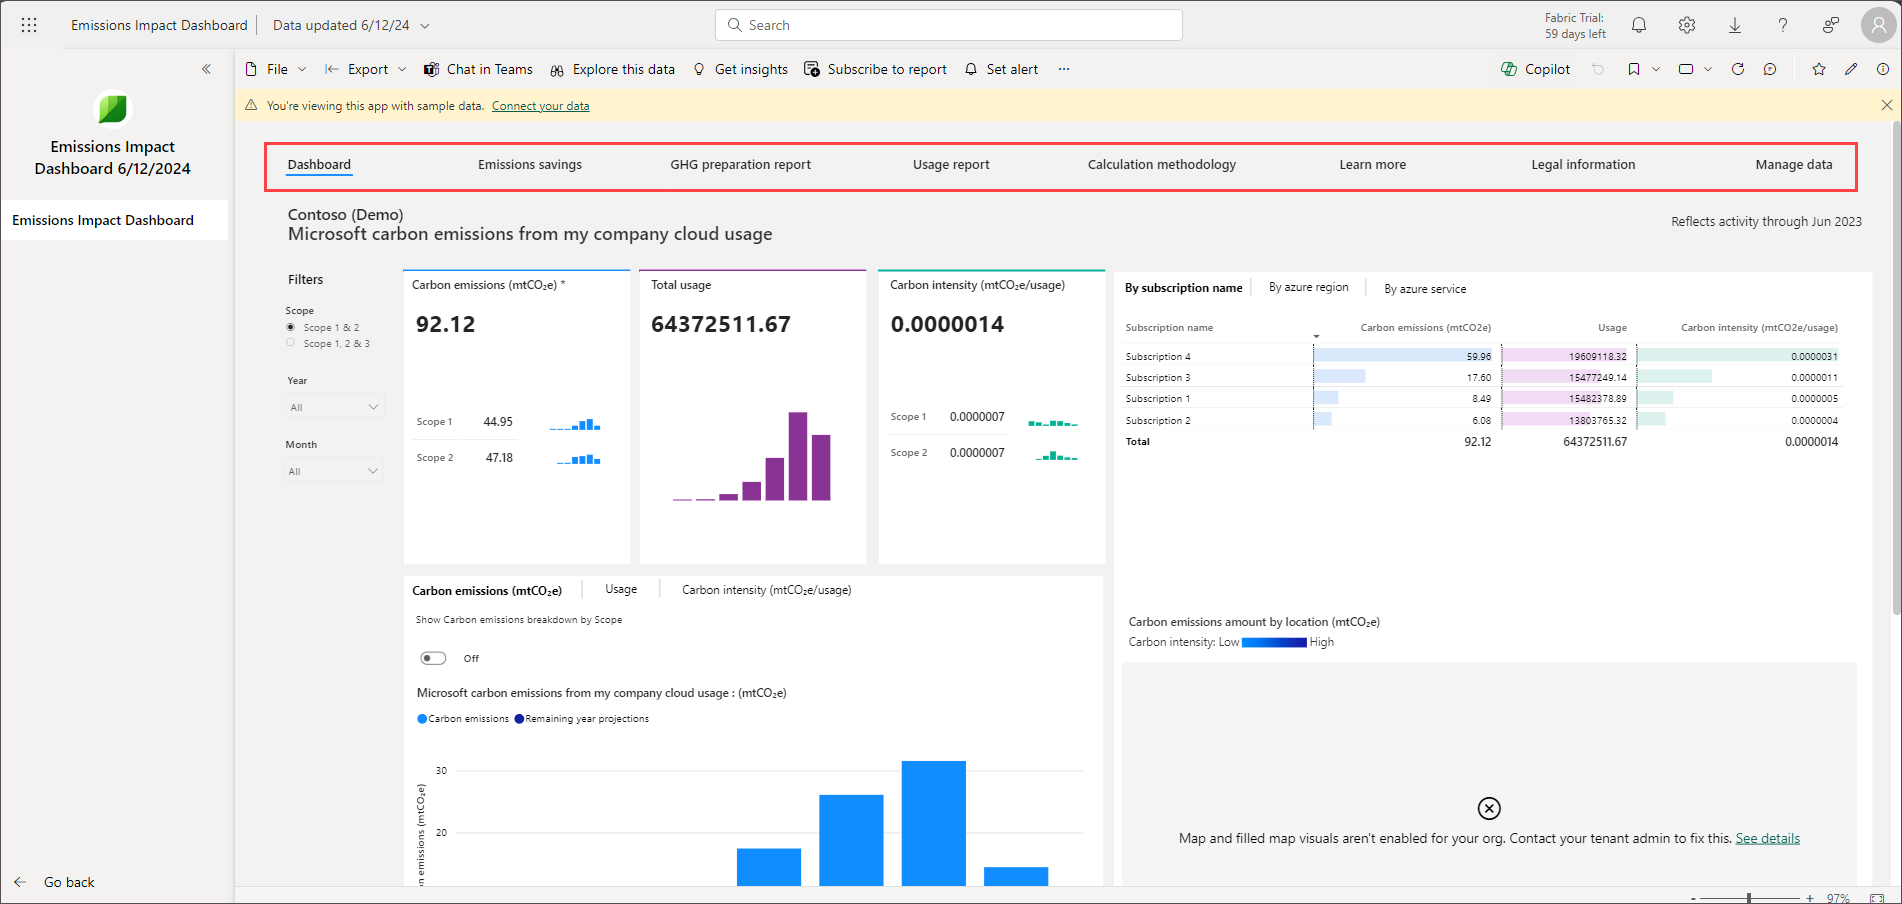 Emissions Impact Dashboard
Data updated 6/12/24
Search
Fabric Trial:
59 days left
File
Export
Chat in Teams
Explore this data
Get insights
Subscribe to report
Set alert
Copilot
You're viewing this app with sample data. Connect your data
Emissions Impact
Dashboard 6/12/2024
Emissions Impact Dashboard
Go back
Dashboard
Emissions savings
GHG preparation report
Usage report
Calculation methodology
Learn more
Legal information
Manage data
Contoso (Demo)
Microsoft carbon emissions from my company cloud usage
Reflects activity through Jun 2023
Filters
Scope
Scope 1 & 2
Scope 1, 2 & 3
Year
All
Month
All
Carbon emissions (mtCO₂e) *
92.12
Scope 1 44.95
Scope 2 47.18
Total usage
64372511.67
Carbon intensity (mtCO₂e/usage)
0.0000014
Scope 1 0.0000007
Scope 2 0.0000007
By subscription name
By azure region
By azure service
Subscription name Carbon emissions (mtCO2e) Usage Carbon intensity (mtCO2e/usage)
Subscription 4 59.96 19609118.32 0.0000031
Subscription 3 17.60 15477249.14 0.0000011
Subscription 1 8.49 15482378.89 0.0000005
Subscription 2 6.08 13803765.32 0.0000004
Total 92.12 64372511.67 0.0000014
Carbon emissions (mtCO₂e)
Usage
Carbon intensity (mtCO₂e/usage)
Show Carbon emissions breakdown by Scope
Off
Microsoft carbon emissions from my company cloud usage : (mtCO₂e)
Carbon emissions Remaining year projections
30
20
emissions (mtCO₂e)
Carbon emissions amount by location (mtCO₂e)
Carbon intensity: Low High
Map and filled map visuals aren't enabled for your org. Contact your tenant admin to fix this. See details
- + 97%